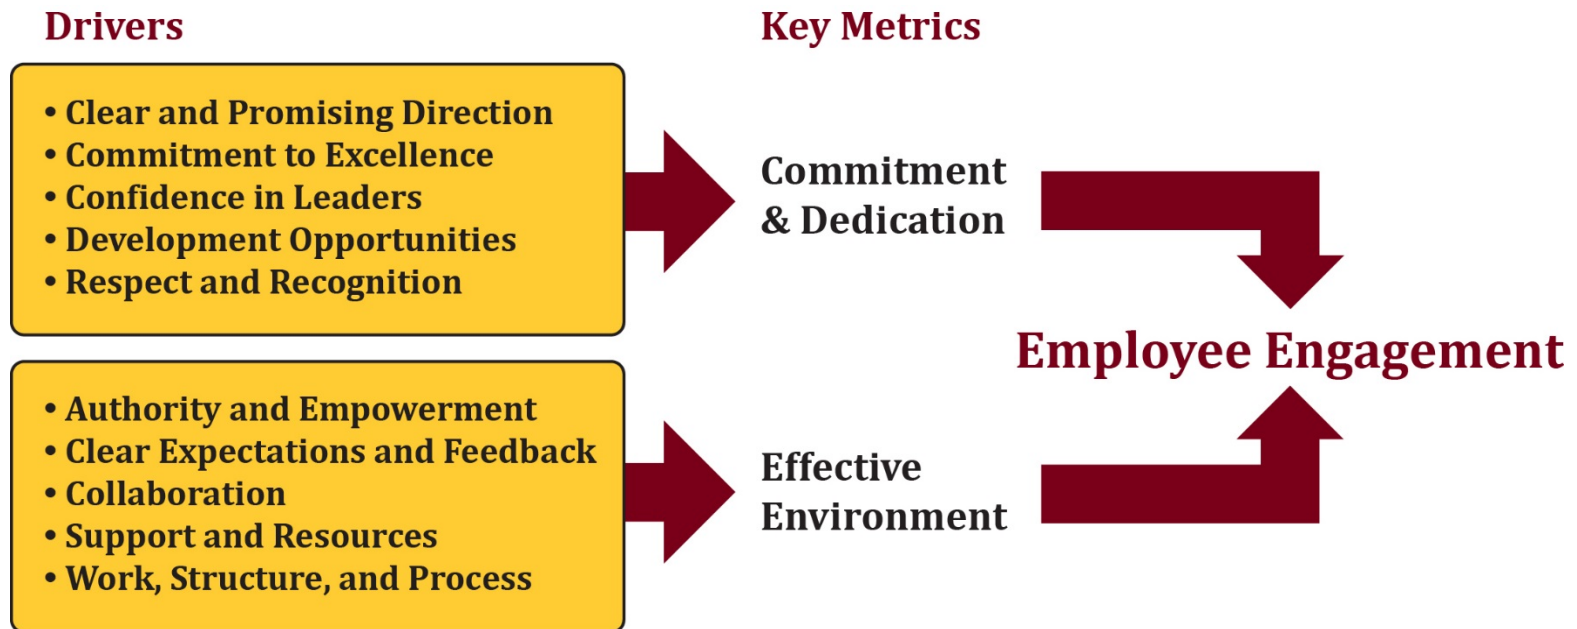 Drivers
• Clear and Promising Direction
• Commitment to Excellence
• Confidence in Leaders
• Development Opportunities
• Respect and Recognition
• Authority and Empowerment
• Clear Expectations and Feedback
• Collaboration
• Support and Resources
• Work, Structure, and Process
Key Metrics
Commitment
& Dedication
Effective
Environment
Employee Engagement